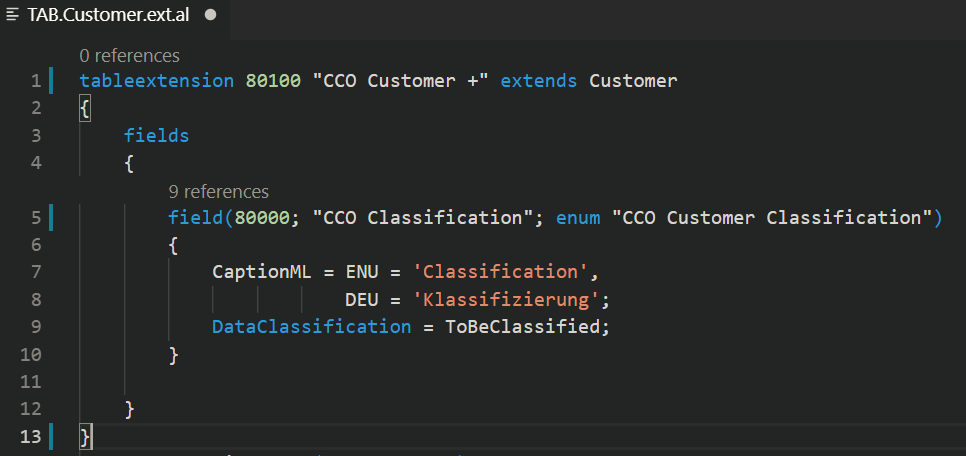 TAB.Customer.ext.al
0 references
1 tableextension 80100 "CCO Customer +" extends Customer
2 {
3 fields
4 {
9 references
5 field(80000; "CCO Classification"; enum "CCO Customer Classification")
6 {
7 CaptionML = ENU = 'Classification',
8 DEU = 'Klassifizierung';
9 DataClassification = ToBeClassified;
10 }
11
12 }
13 }